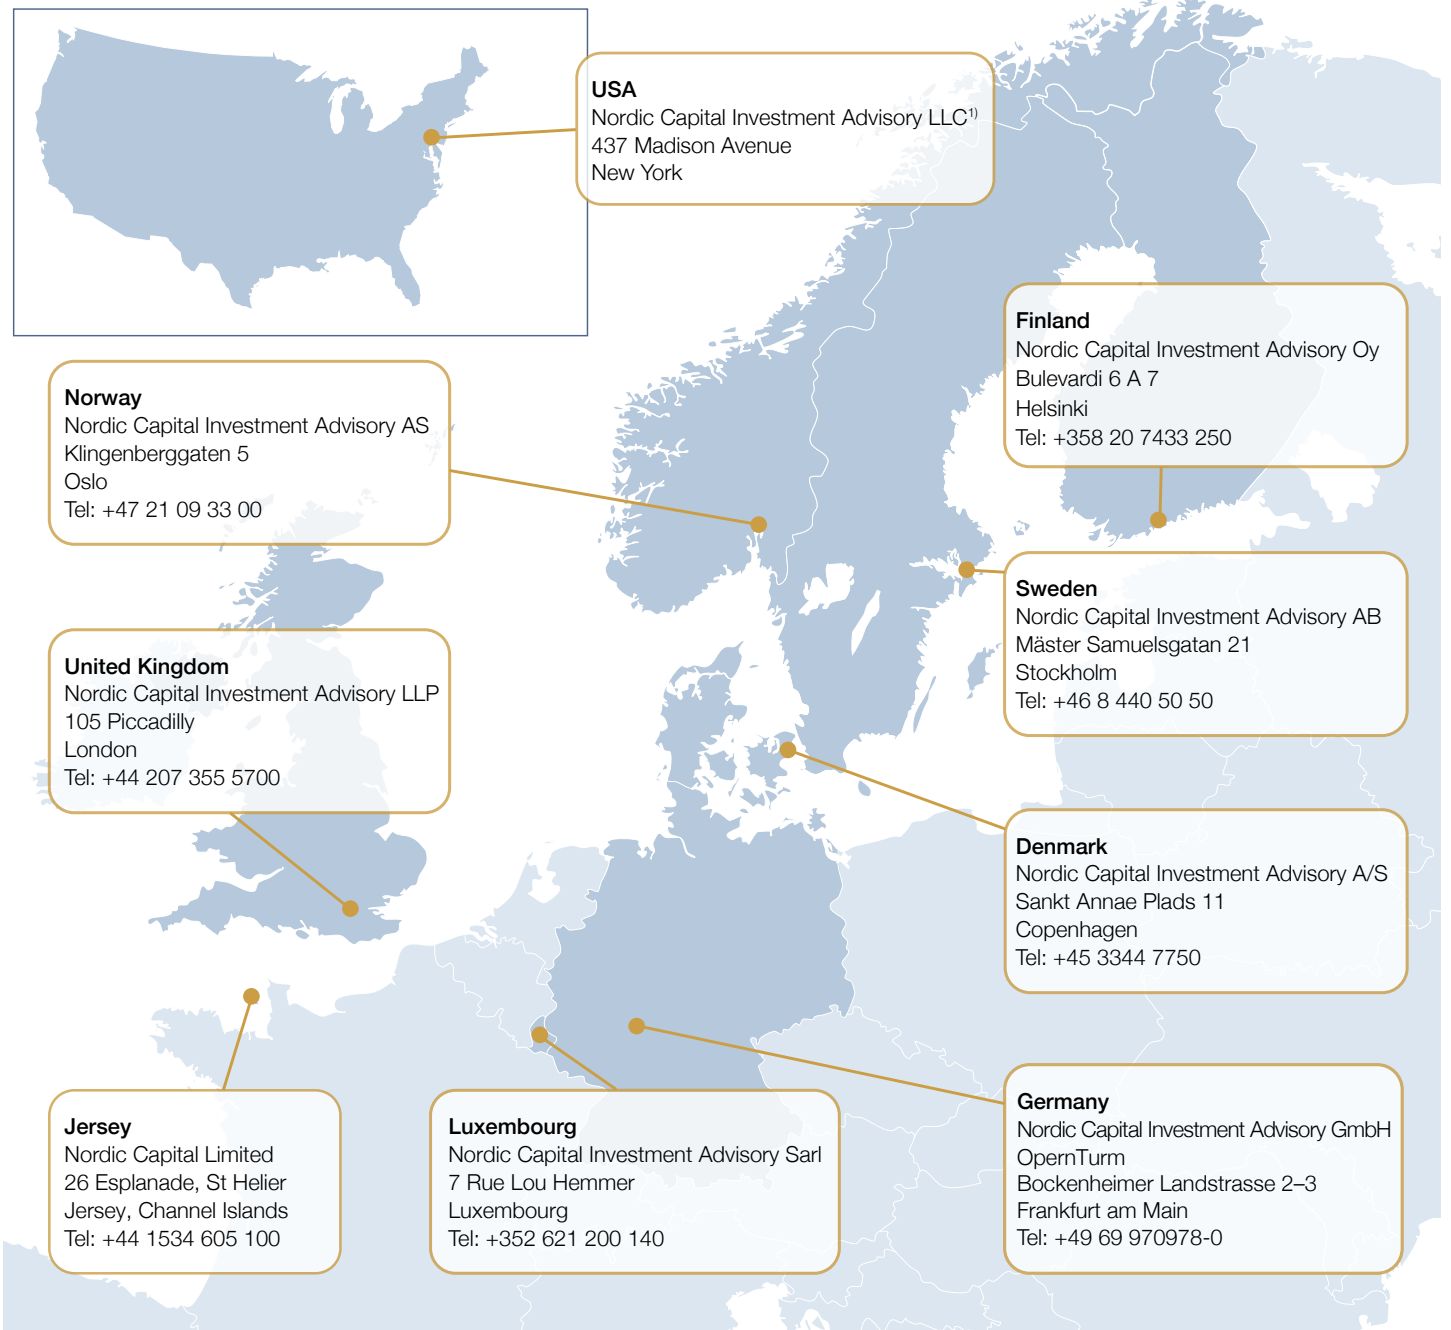 USA
Nordic Capital Investment Advisory LLC¹⁾
437 Madison Avenue
New York
Finland
Nordic Capital Investment Advisory Oy
Bulevardi 6 A 7
Helsinki
Tel: +358 20 7433 250
Norway
Nordic Capital Investment Advisory AS
Klingenberggaten 5
Oslo
Tel: +47 21 09 33 00
Sweden
Nordic Capital Investment Advisory AB
Mäster Samuelsgatan 21
Stockholm
Tel: +46 8 440 50 50
United Kingdom
Nordic Capital Investment Advisory LLP
105 Piccadilly
London
Tel: +44 207 355 5700
Denmark
Nordic Capital Investment Advisory A/S
Sankt Annae Plads 11
Copenhagen
Tel: +45 3344 7750
Jersey
Nordic Capital Limited
26 Esplanade, St Helier
Jersey, Channel Islands
Tel: +44 1534 605 100
Luxembourg
Nordic Capital Investment Advisory Sarl
7 Rue Lou Hemmer
Luxembourg
Tel: +352 621 200 140
Germany
Nordic Capital Investment Advisory GmbH
OpernTurm
Bockenheimer Landstrasse 2–3
Frankfurt am Main
Tel: +49 69 970978-0